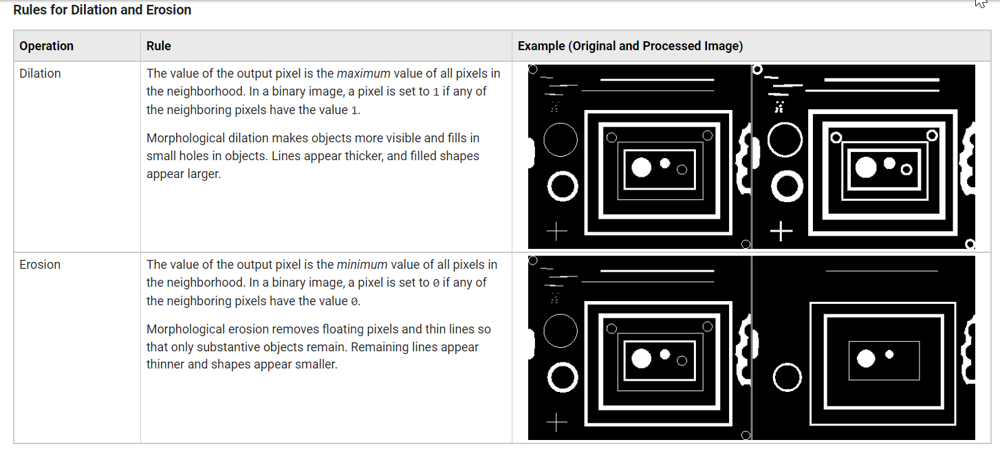 Rules for Dilation and Erosion
Operation
Rule
Example (Original and Processed Image)
Dilation
The value of the output pixel is the maximum value of all pixels in
the neighborhood. In a binary image, a pixel is set to 1 if any of
the neighboring pixels have the value 1.
Morphological dilation makes objects more visible and fills in
small holes in objects. Lines appear thicker, and filled shapes
appear larger.
Erosion
The value of the output pixel is the minimum value of all pixels in
the neighborhood. In a binary image, a pixel is set to 0 if any of
the neighboring pixels have the value 0.
Morphological erosion removes floating pixels and thin lines so
that only substantive objects remain. Remaining lines appear
thinner and shapes appear smaller.